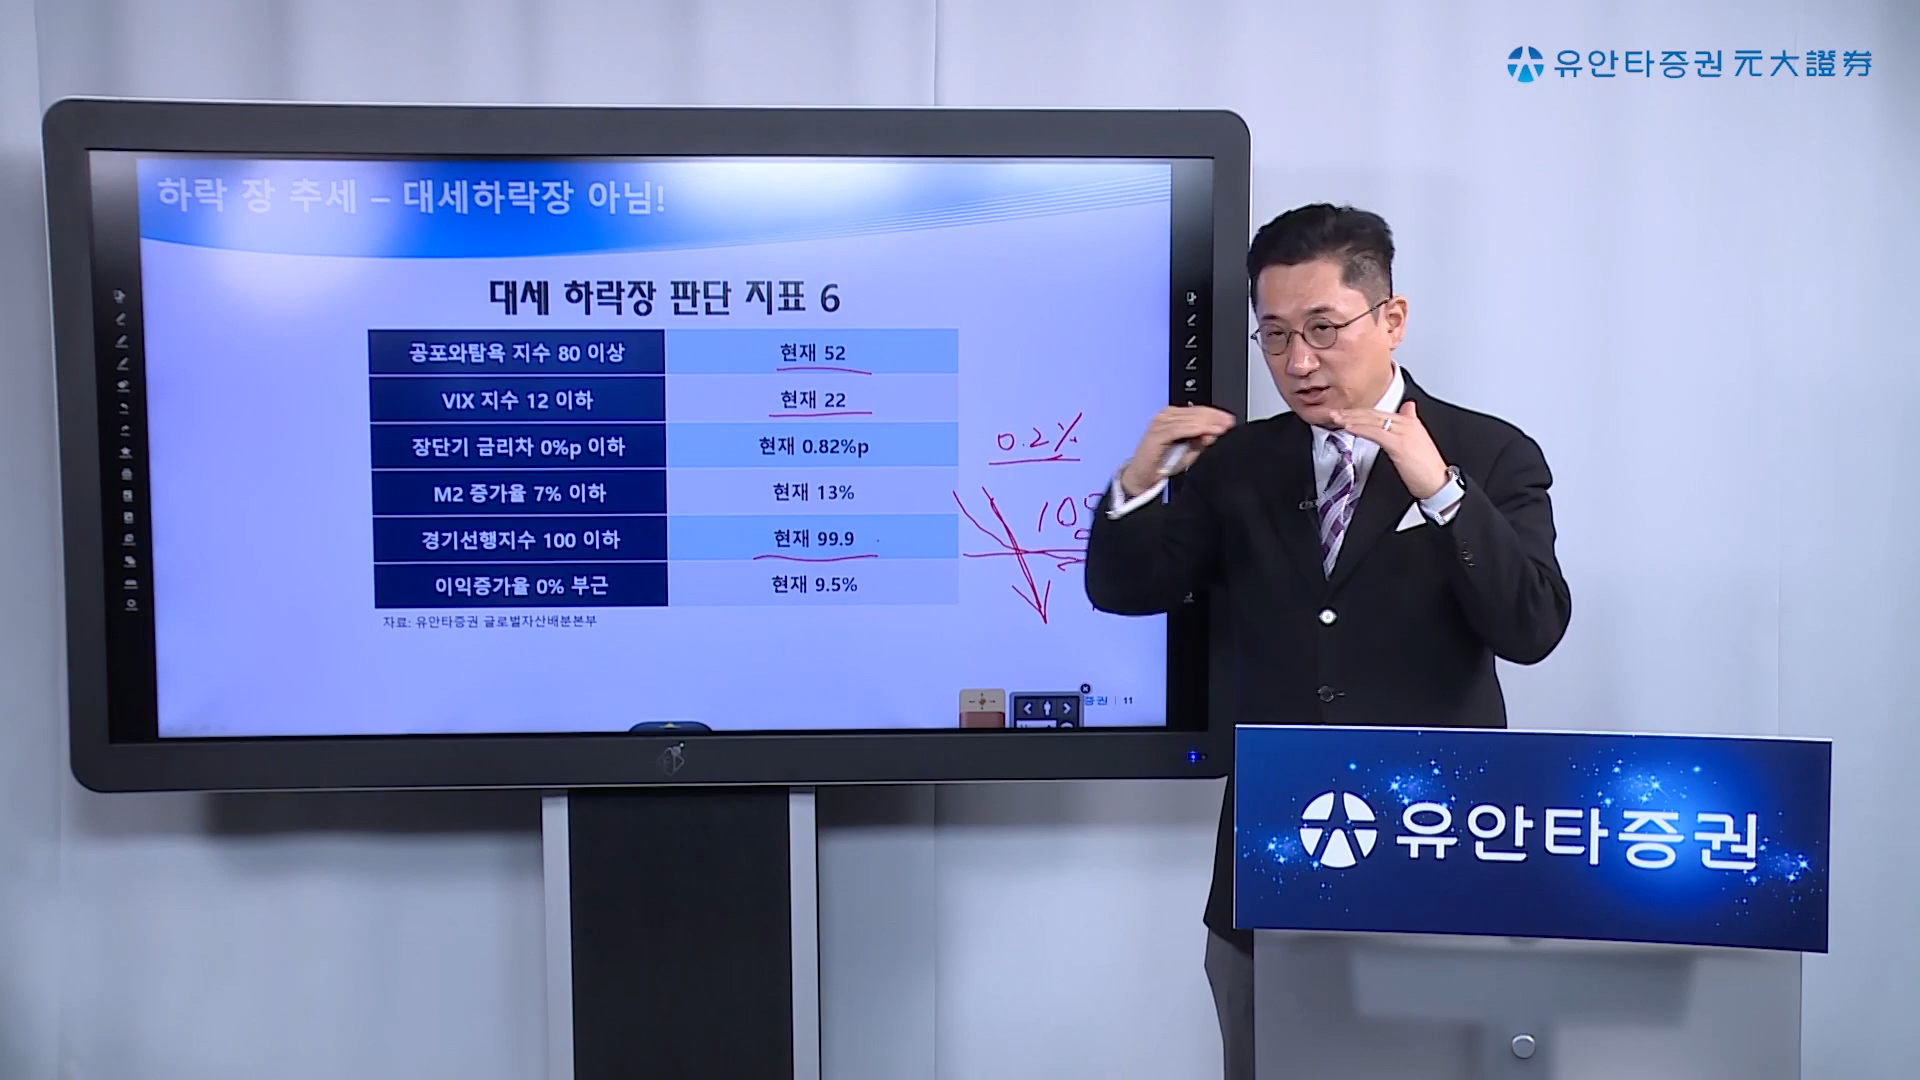 유안타증권 元大證券
하락 장 추세 – 대세하락장 아님!
대세 하락장 판단 지표 6
공포와탐욕 지수 80 이상 현재 52
VIX 지수 12 이하 현재 22
장단기 금리차 0%p 이하 현재 0.82%p
M2 증가율 7% 이하 현재 13%
경기선행지수 100 이하 현재 99.9
이익증가율 0% 부근 현재 9.5%
자료: 유안타증권 글로벌자산배분본부
0.2%
100
증권 | 11
유안타증권